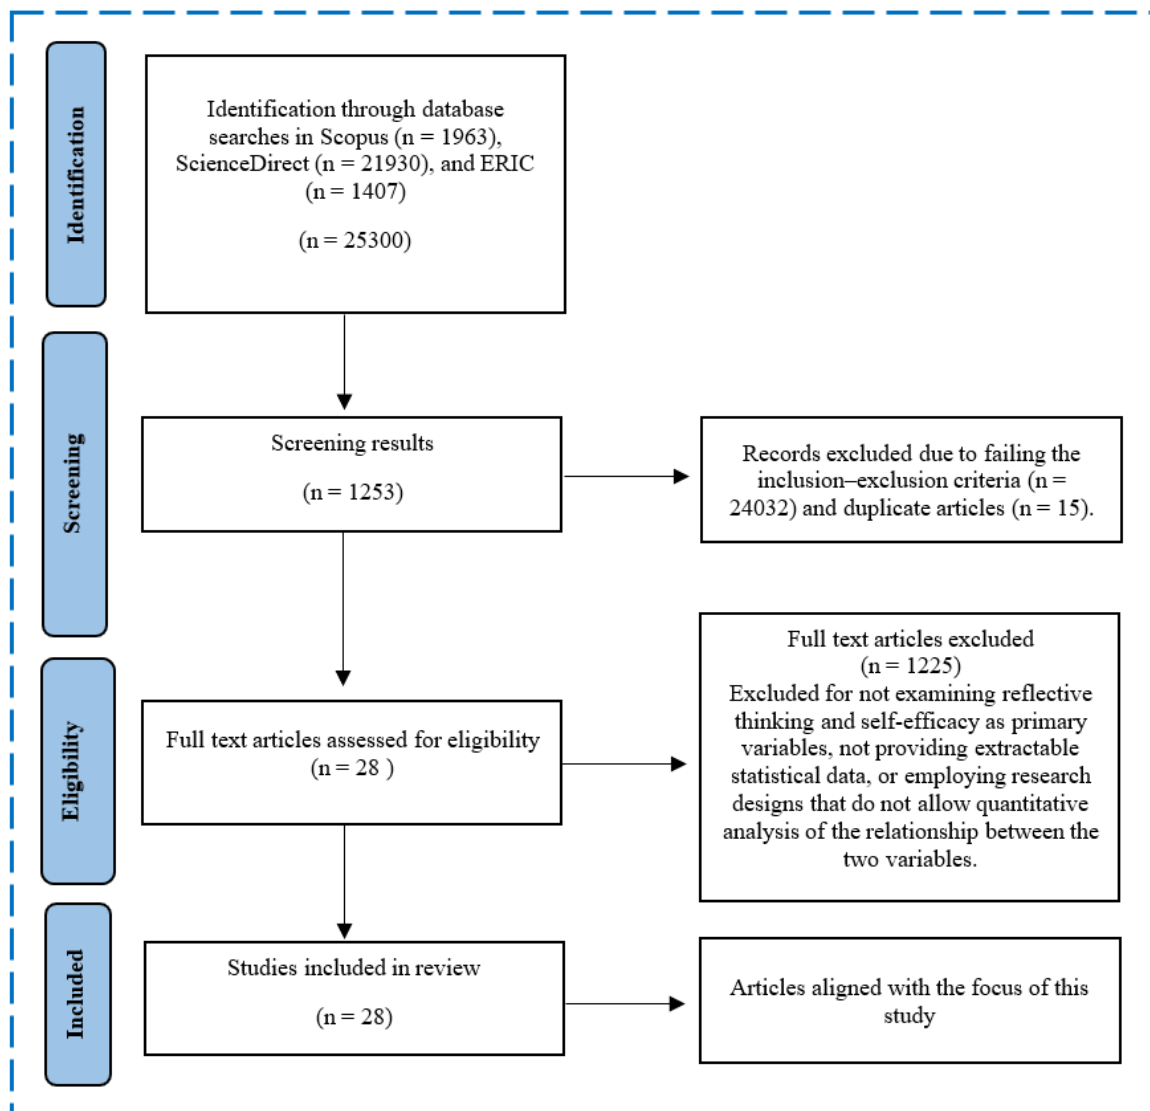 Identification
Identification through database
searches in Scopus (n = 1963),
ScienceDirect (n = 21930), and ERIC
(n = 1407)
(n = 25300)
Screening
Screening results
(n = 1253)
Records excluded due to failing the
inclusion–exclusion criteria (n =
24032) and duplicate articles (n = 15).
Eligibility
Full text articles assessed for eligibility
(n = 28 )
Full text articles excluded
(n = 1225)
Excluded for not examining reflective
thinking and self-efficacy as primary
variables, not providing extractable
statistical data, or employing research
designs that do not allow quantitative
analysis of the relationship between the
two variables.
Included
Studies included in review
(n = 28)
Articles aligned with the focus of this
study